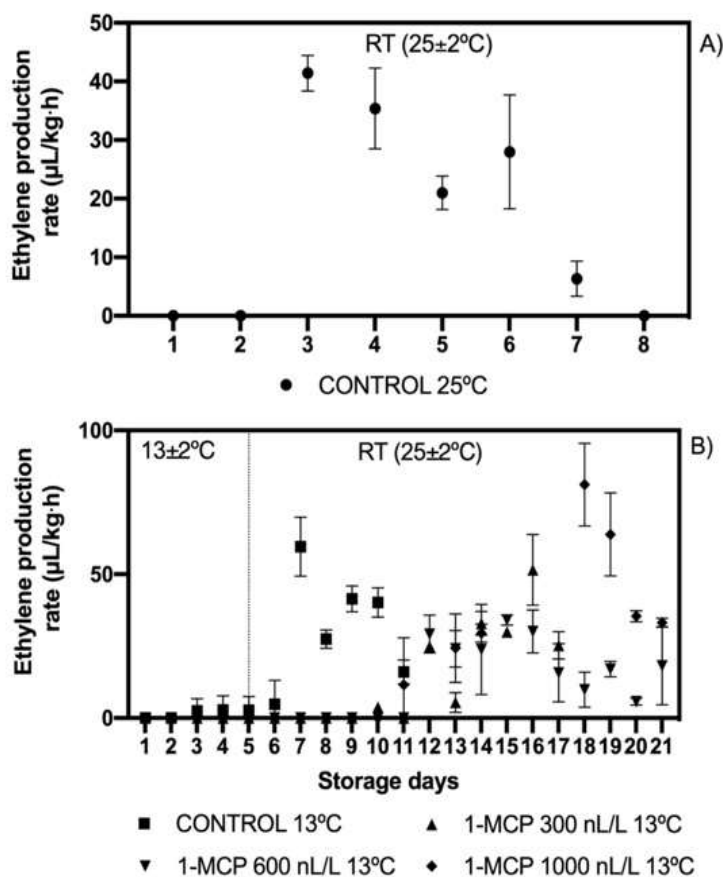 RT (25±2ºC)
A)
Ethylene production
rate (µL/kg·h)
50
40
30
20
10
0
1 2 3 4 5 6 7 8
CONTROL 25ºC
13±2ºC RT (25±2ºC)
B)
Ethylene production
rate (µL/kg·h)
100
50
0
1 2 3 4 5 6 7 8 9 10 11 12 13 14 15 16 17 18 19 20 21
Storage days
CONTROL 13ºC 1-MCP 300 nL/L 13ºC
1-MCP 600 nL/L 13ºC 1-MCP 1000 nL/L 13ºC